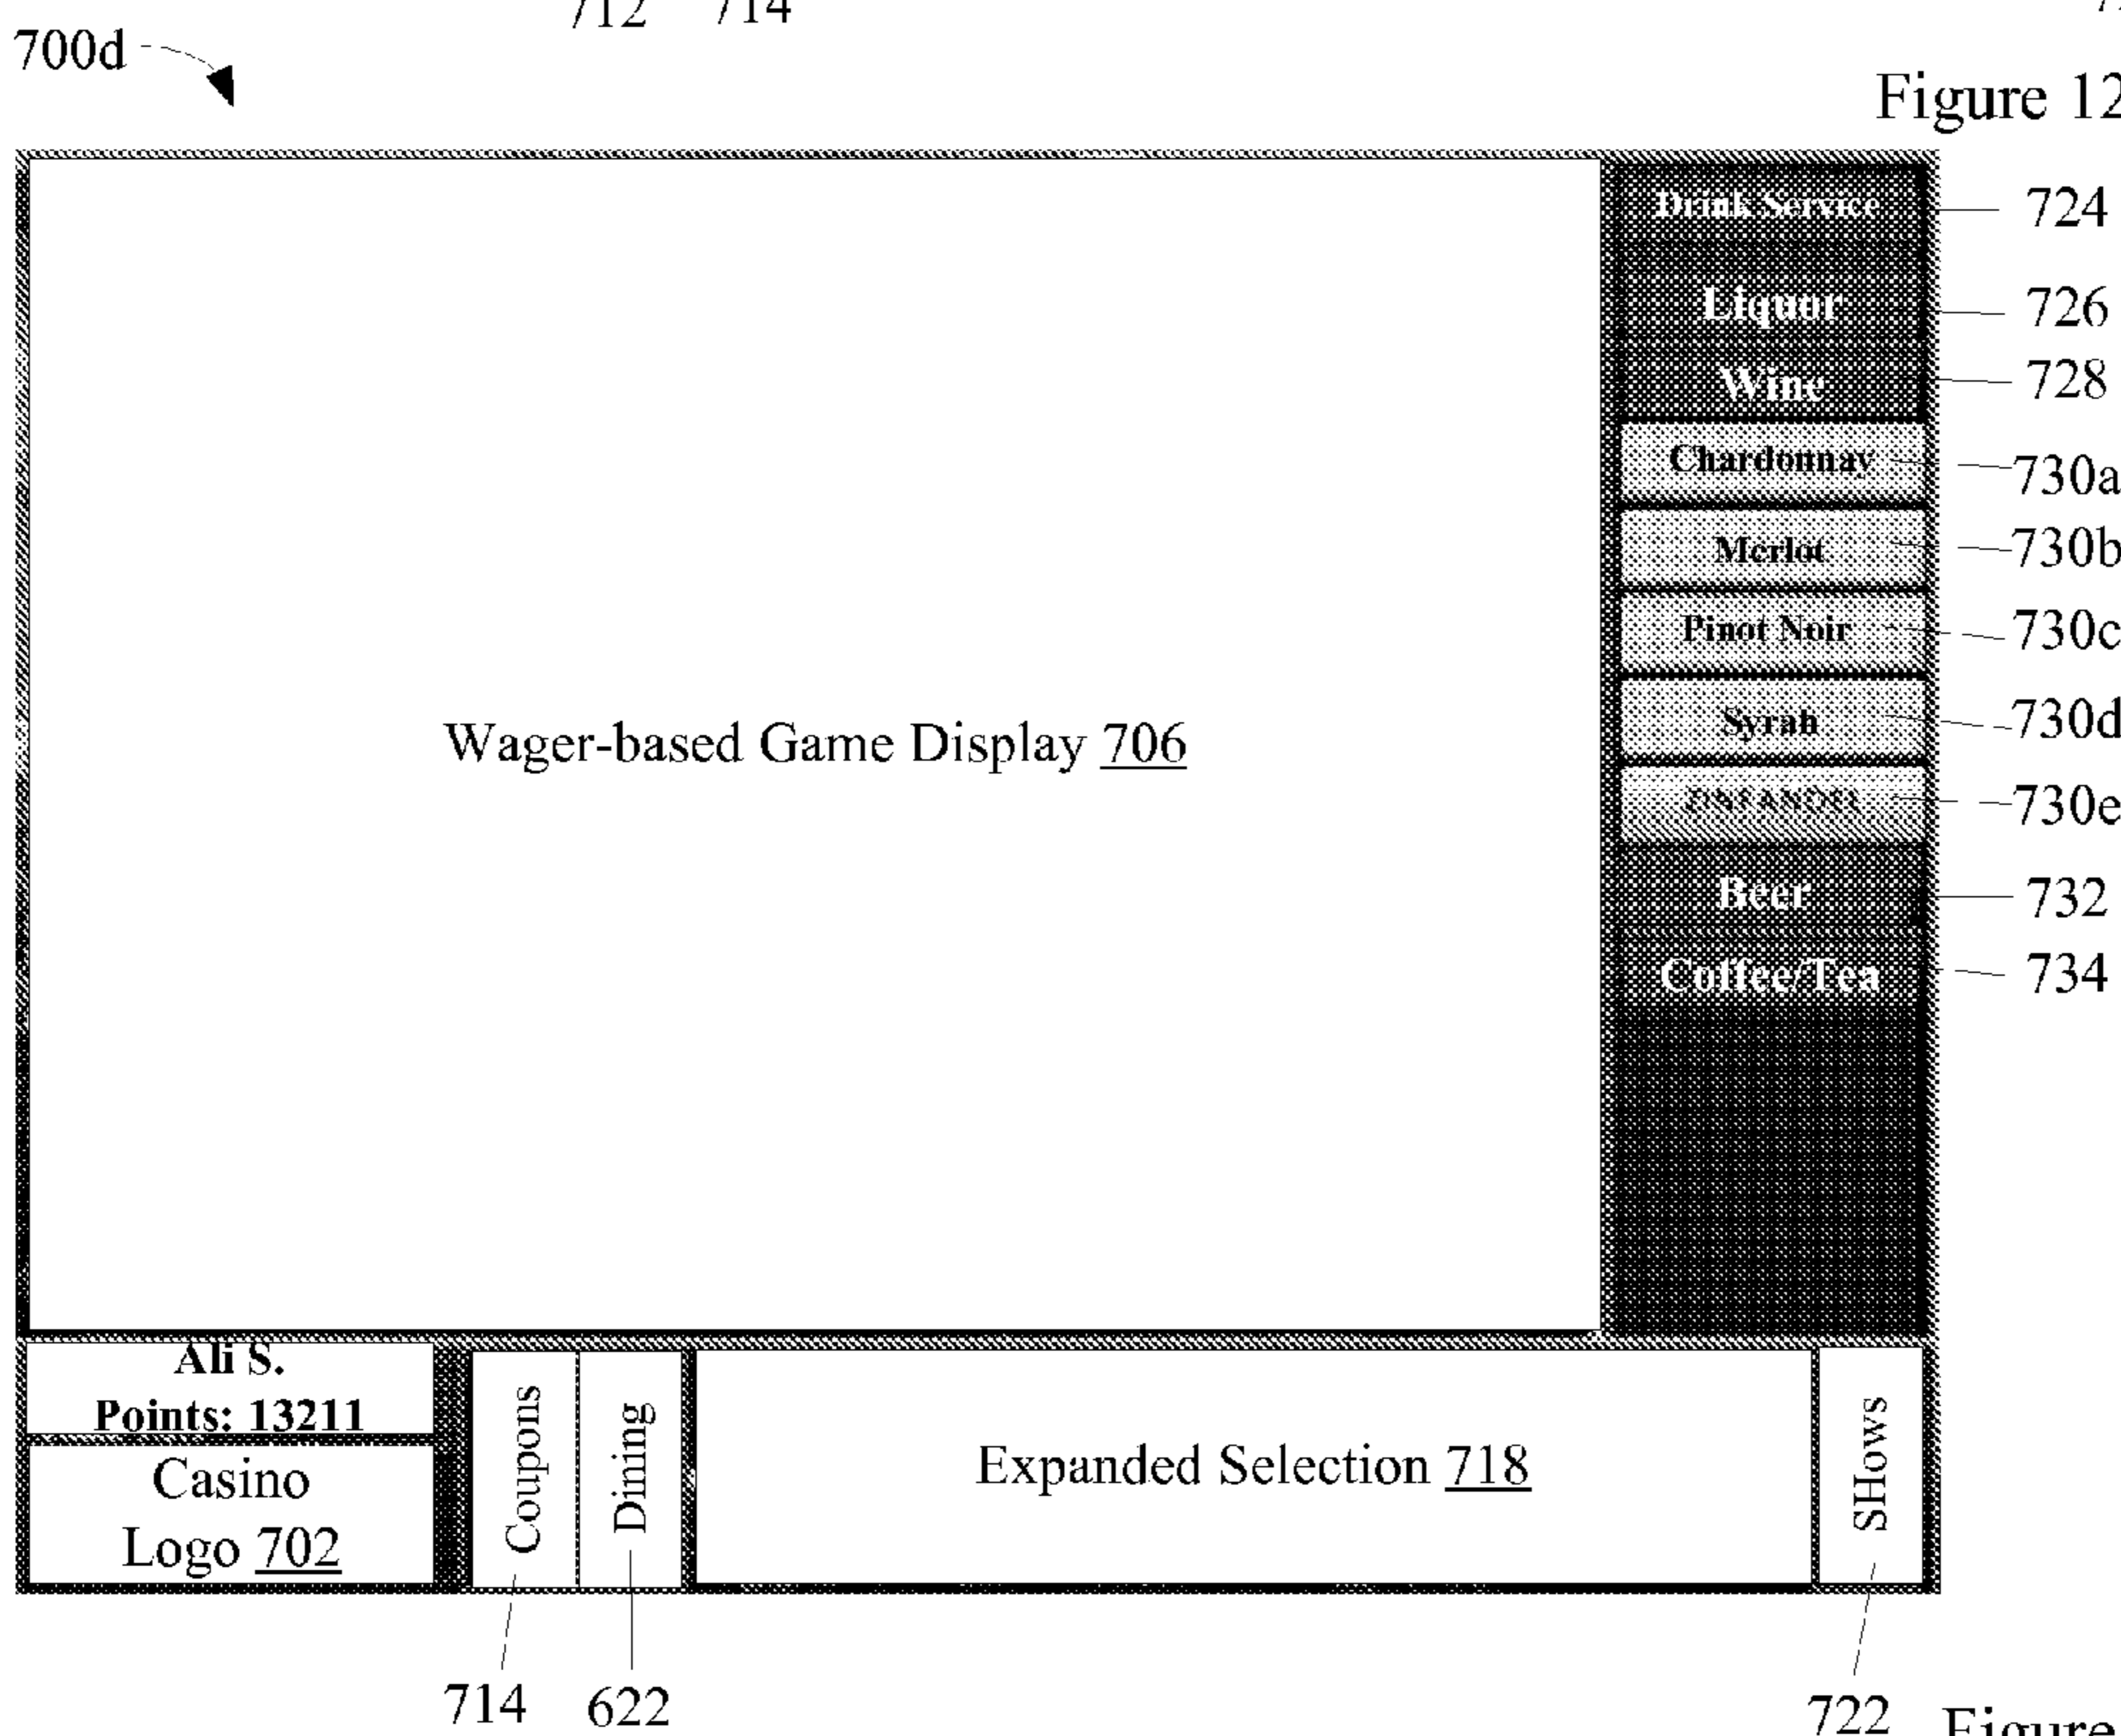 712 714
700d
Figure 12
Drink Service 724
Liquor 726
Wine 728
Chardonnay 730a
Merlot 730b
Pinot Noir 730c
Syrah 730d
ZINFANDEL 730e
Beer 732
Coffee/Tea 734
Wager-based Game Display 706
Ali S.
Points: 13211
Casino
Logo 702
Coupons
Dining
Expanded Selection 718
SHows
714 622 722
Figure